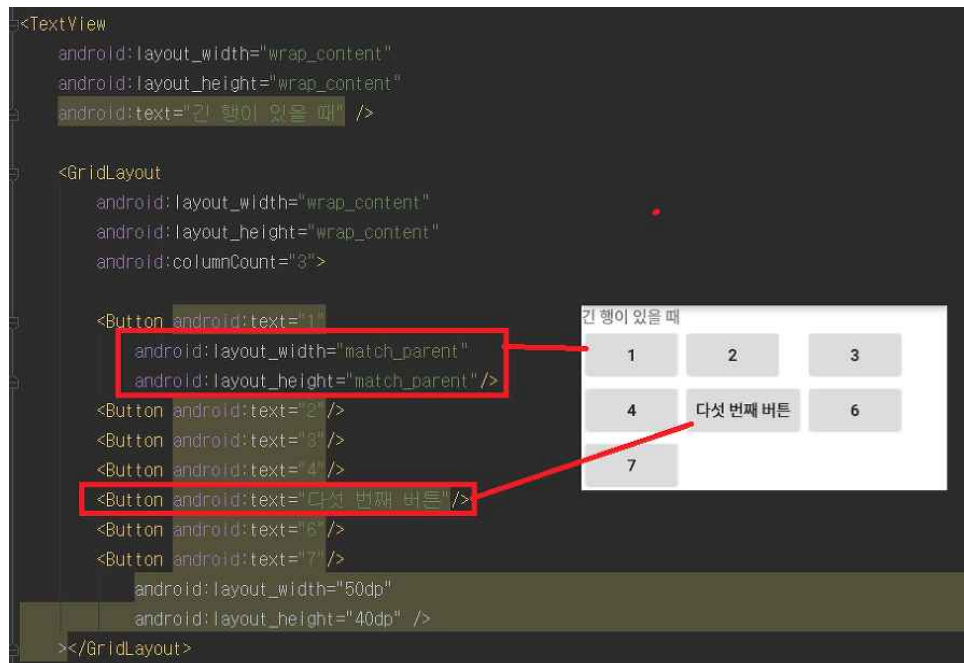 <TextView
android:layout_width="wrap_content"
android:layout_height="wrap_content"
android:text="긴 행이 있을 때" />
<GridLayout
android:layout_width="wrap_content"
android:layout_height="wrap_content"
android:columnCount="3">
<Button android:text="1"
android:layout_width="match_parent"
android:layout_height="match_parent"/>
<Button android:text="2"/>
<Button android:text="3"/>
<Button android:text="4"/>
<Button android:text="다섯 번째 버튼"/>
<Button android:text="6"/>
<Button android:text="7"/>
android:layout_width="50dp"
android:layout_height="40dp" />
></GridLayout>
긴 행이 있을 때
1 2 3
4 다섯 번째 버튼 6
7